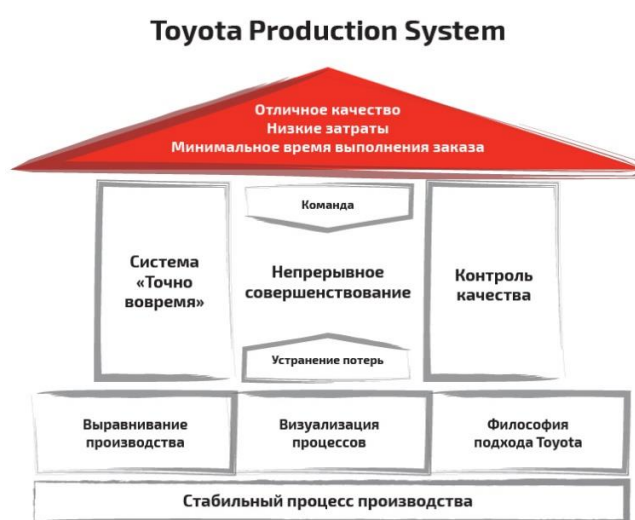 Toyota Production System
Отличное качество
Низкие затраты
Минимальное время выполнения заказа
Система
«Точно
вовремя»
Команда
Непрерывное
совершенствование
Устранение потерь
Контроль
качества
Выравнивание
производства
Визуализация
процессов
Философия
подхода Toyota
Стабильный процесс производства